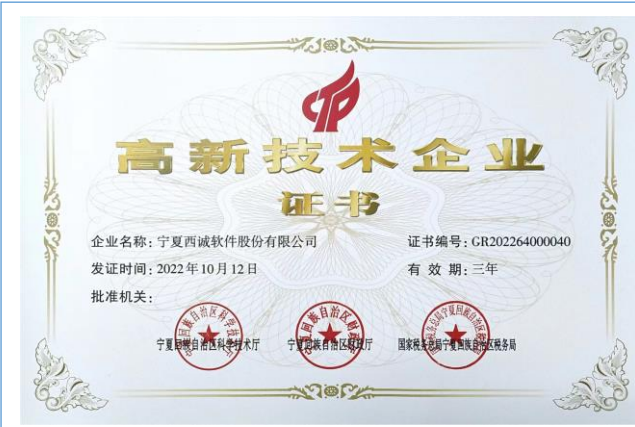 高新技术企业
证书
企业名称：宁夏西诚软件股份有限公司
证书编号：GR202264000040
发证时间：2022年10月12日
有 效 期：三年
批准机关：
宁夏回族自治区科学技术厅
宁夏回族自治区财政厅
国家税务总局宁夏回族自治区税务局